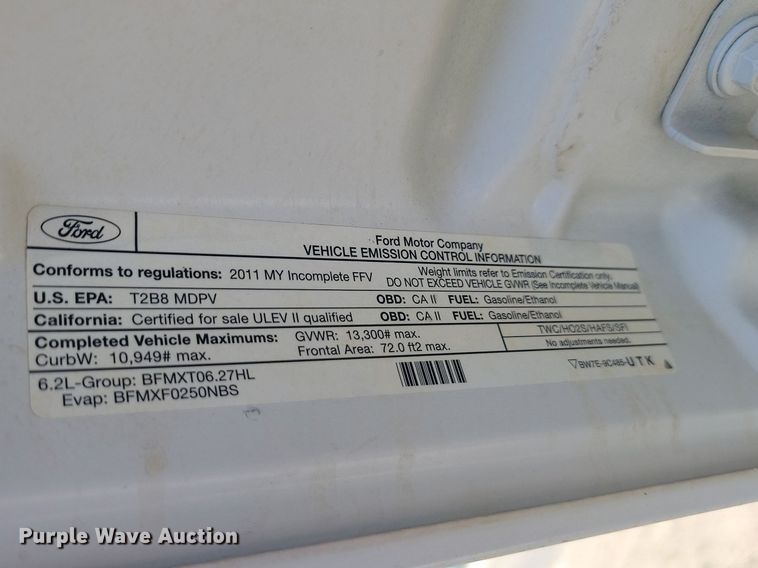 Ford
Ford Motor Company
VEHICLE EMISSION CONTROL INFORMATION
Conforms to regulations: 2011 MY Incomplete FFV
Weight limits refer to Emission Certification only.
DO NOT EXCEED VEHICLE GVWR (See Incomplete Vehicle Manual)
U.S. EPA: T2B8 MDPV OBD: CA II FUEL: Gasoline/Ethanol
California: Certified for sale ULEV II qualified OBD: CA II FUEL: Gasoline/Ethanol
Completed Vehicle Maximums: GVWR: 13,300# max.
CurbW: 10,949# max. Frontal Area: 72.0 ft2 max.
TWC/HO2S/HAFS/SFI
No adjustments needed.
6.2L-Group: BFMXT06.27HL
Evap: BFMXF0250NBS
BW7E-9C485-UTK
Purple Wave Auction